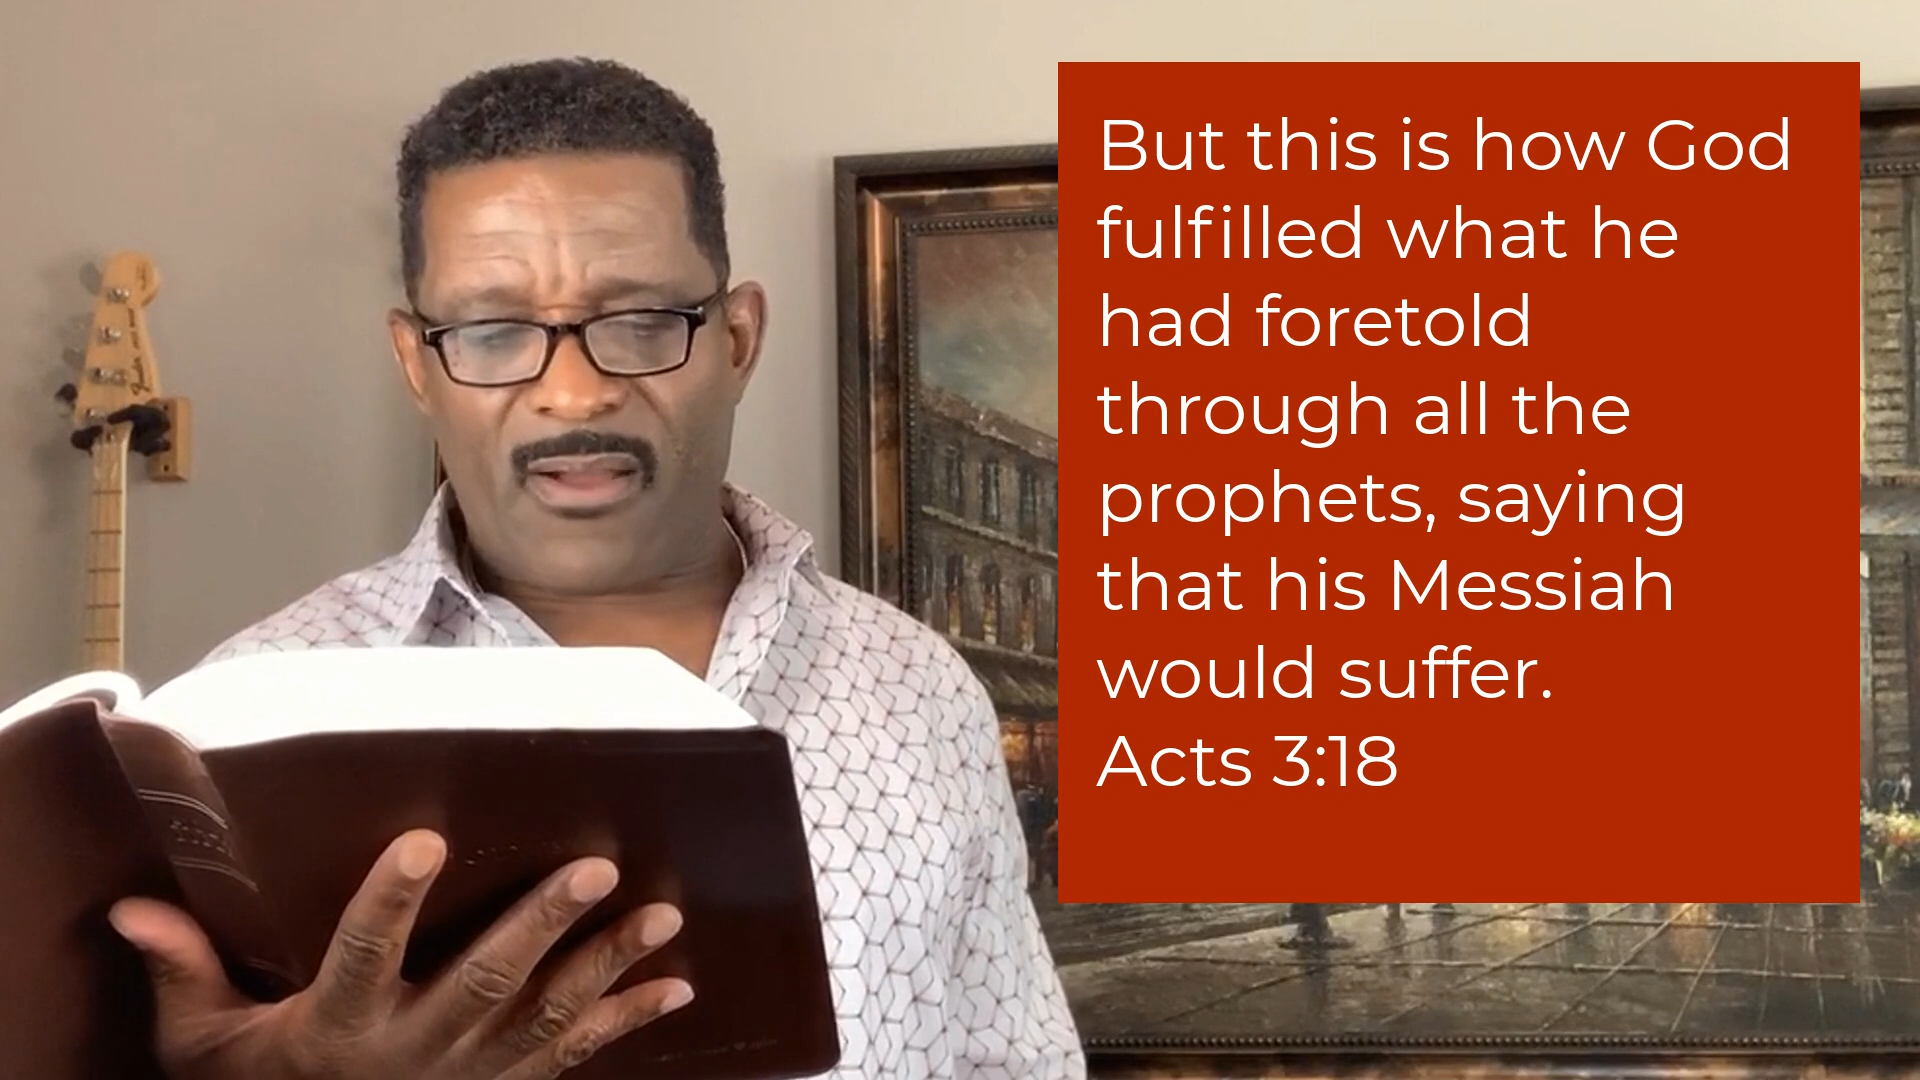 Fender
But this is how God
fulfilled what he
had foretold
through all the
prophets, saying
that his Messiah
would suffer.
Acts 3:18